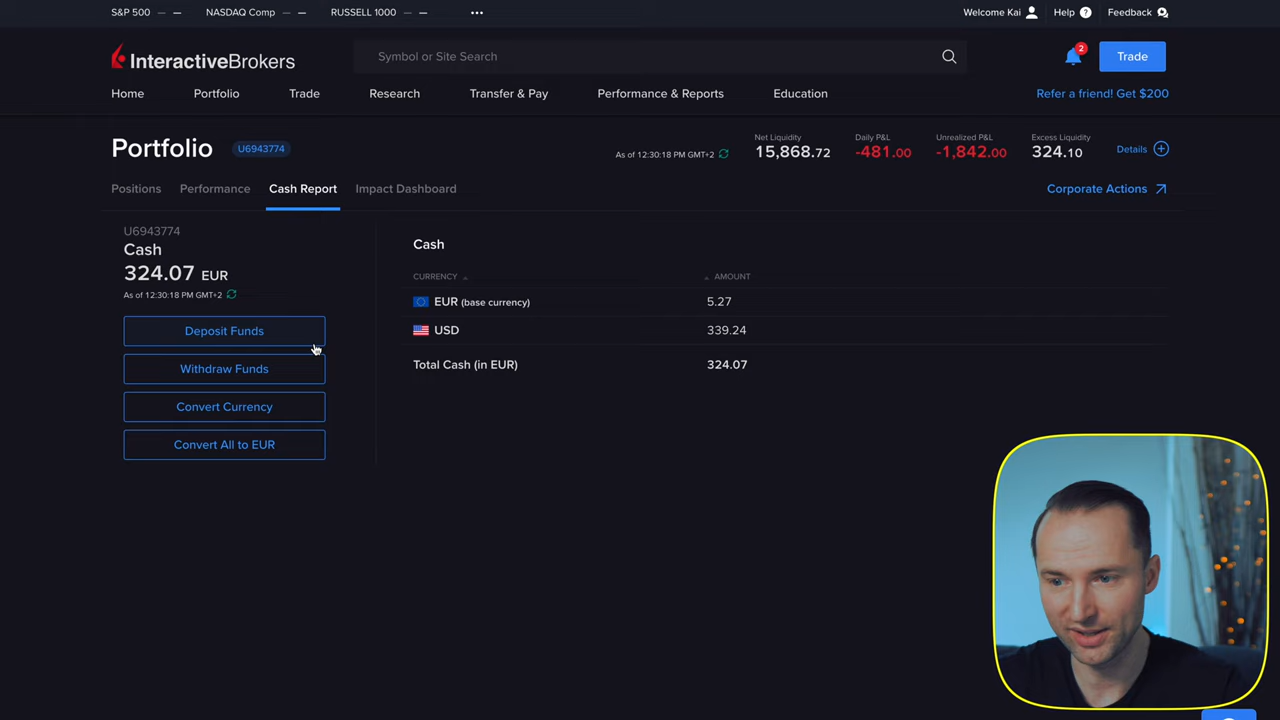 S&P 500 — — NASDAQ Comp — — RUSSELL 1000 — — ••• Welcome Kai Help ? Feedback
InteractiveBrokers Symbol or Site Search 2 Trade
Home Portfolio Trade Research Transfer & Pay Performance & Reports Education Refer a friend! Get $200
Portfolio U6943774 As of 12:30:18 PM GMT+2
Net Liquidity Daily P&L Unrealized P&L Excess Liquidity
15,868.72 -481.00 -1,842.00 324.10 Details
Positions Performance Cash Report Impact Dashboard Corporate Actions
U6943774
Cash
324.07 EUR
As of 12:30:18 PM GMT+2
Deposit Funds
Withdraw Funds
Convert Currency
Convert All to EUR
Cash
CURRENCY AMOUNT
EUR (base currency) 5.27
USD 339.24
Total Cash (in EUR) 324.07